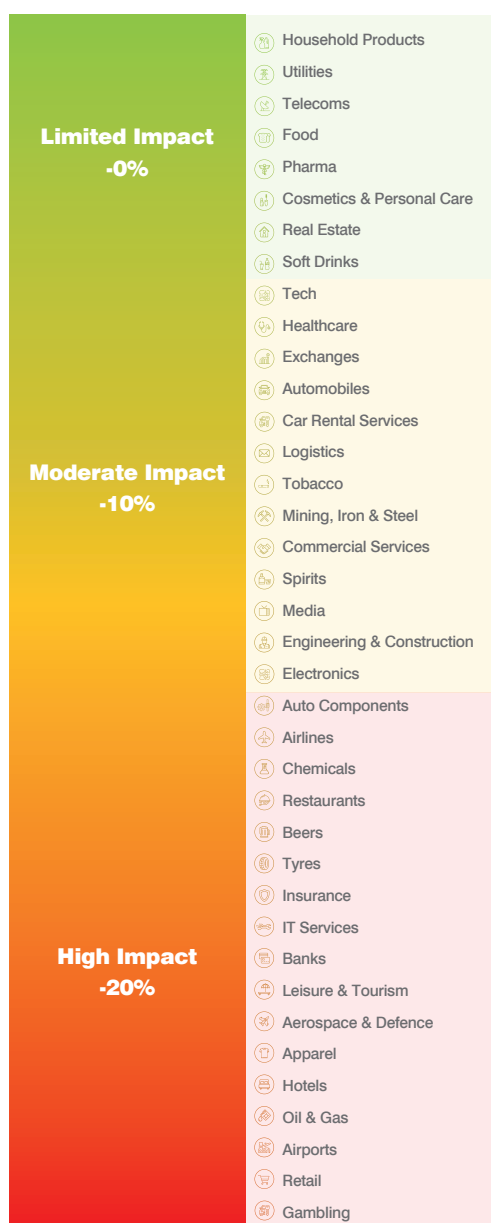 Limited Impact
-0%
Household Products
Utilities
Telecoms
Food
Pharma
Cosmetics & Personal Care
Real Estate
Soft Drinks
Moderate Impact
-10%
Tech
Healthcare
Exchanges
Automobiles
Car Rental Services
Logistics
Tobacco
Mining, Iron & Steel
Commercial Services
Spirits
Media
Engineering & Construction
Electronics
High Impact
-20%
Auto Components
Airlines
Chemicals
Restaurants
Beers
Tyres
Insurance
IT Services
Banks
Leisure & Tourism
Aerospace & Defence
Apparel
Hotels
Oil & Gas
Airports
Retail
Gambling